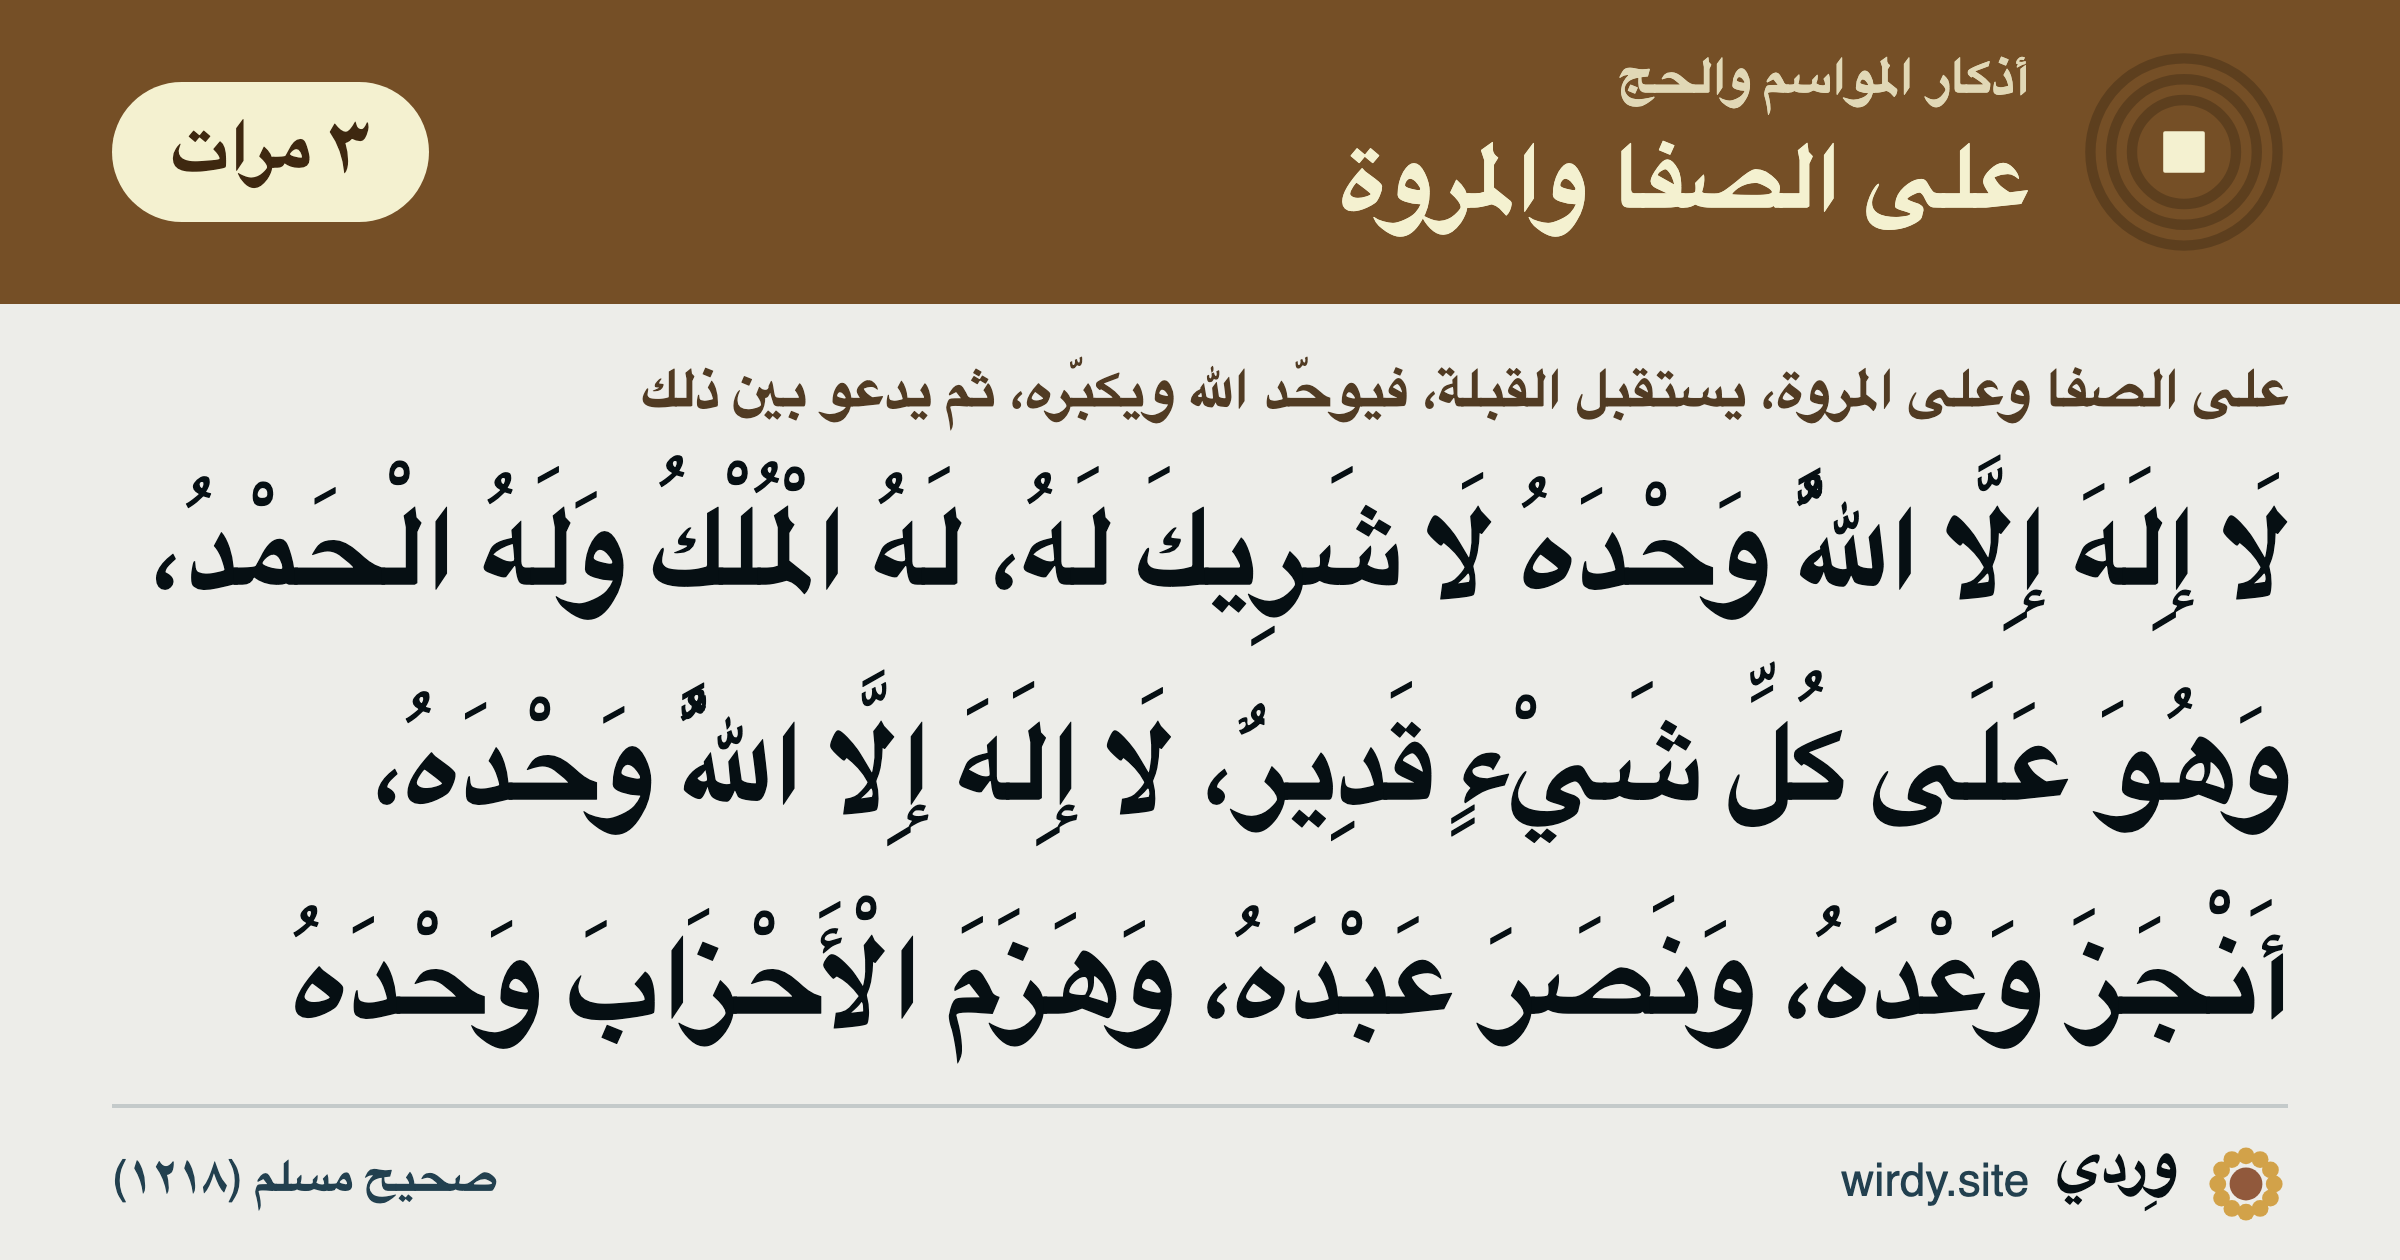 أذكار المواسم والحج
على الصفا والمروة
٣ مرات
على الصفا وعلى المروة، يستقبل القبلة، فيوحّد الله ويكبّره، ثم يدعو بين ذلك
لَا إِلَهَ إِلَّا اللهُ وَحْدَهُ لَا شَرِيكَ لَهُ، لَهُ الْمُلْكُ وَلَهُ الْحَمْدُ،
وَهُوَ عَلَى كُلِّ شَيْءٍ قَدِيرٌ، لَا إِلَهَ إِلَّا اللهُ وَحْدَهُ،
أَنْجَزَ وَعْدَهُ، وَنَصَرَ عَبْدَهُ، وَهَزَمَ الْأَحْزَابَ وَحْدَهُ
وِردي wirdy.site
صحيح مسلم (١٢١٨)